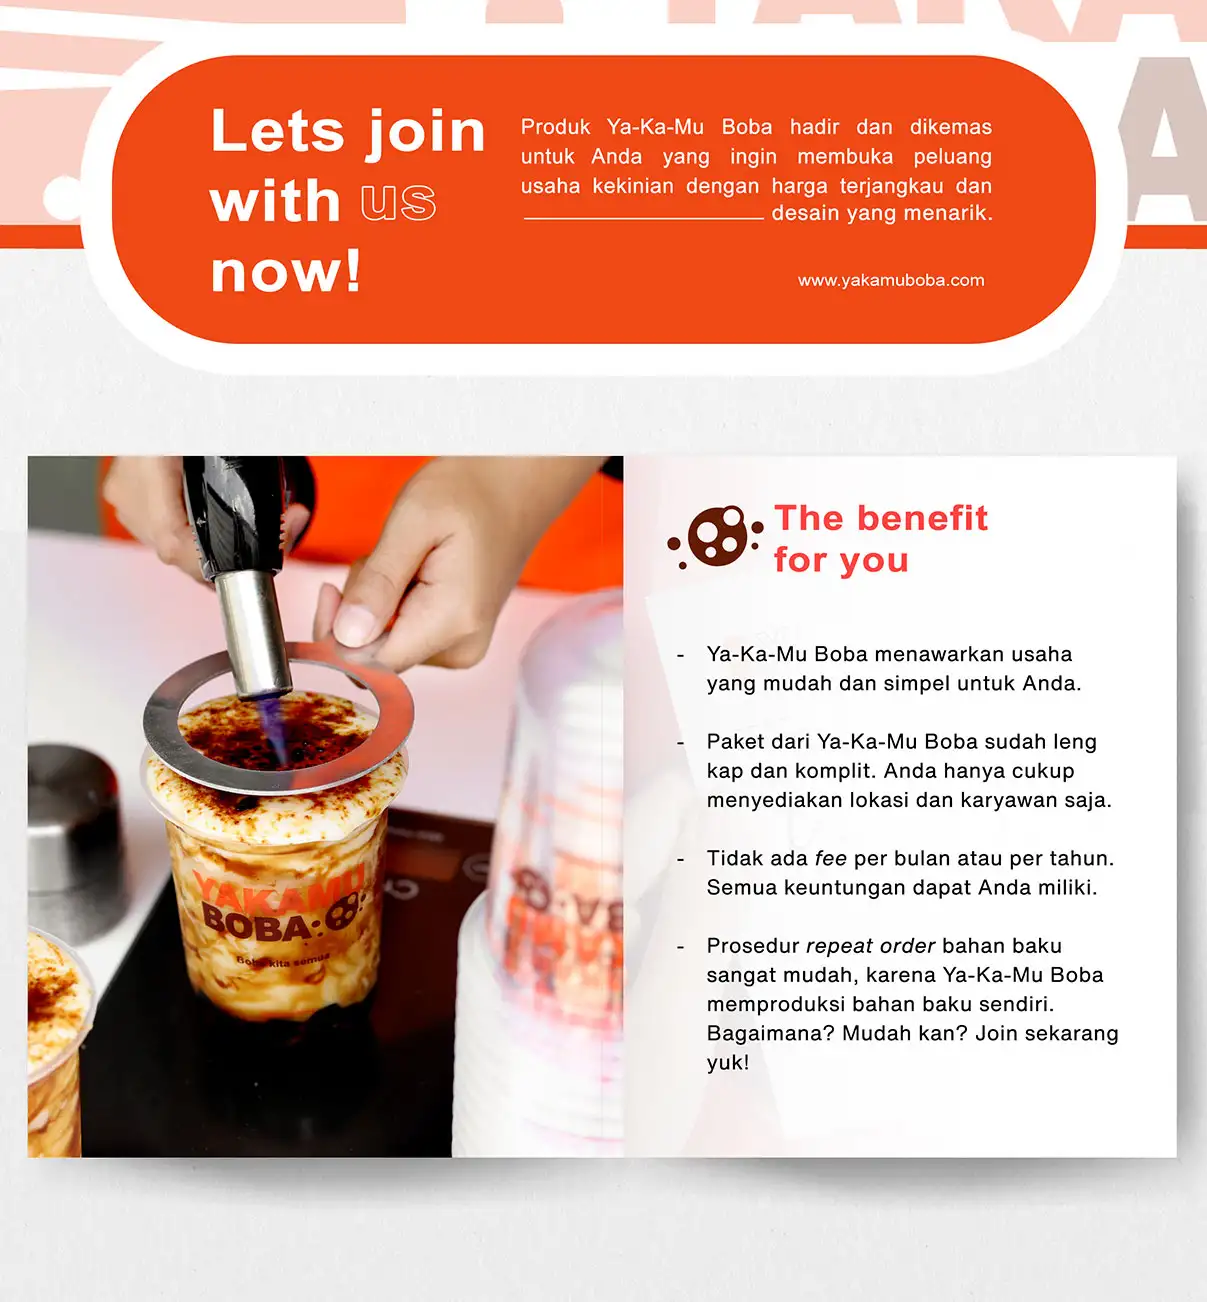 Lets join
with us
now!
Produk Ya-Ka-Mu Boba hadir dan dikemas
untuk Anda yang ingin membuka peluang
usaha kekinian dengan harga terjangkau dan
desain yang menarik.
www.yakamuboba.com
YAKAMU
BOBA
Boba kita semua
The benefit
for you
- Ya-Ka-Mu Boba menawarkan usaha
yang mudah dan simpel untuk Anda.
- Paket dari Ya-Ka-Mu Boba sudah leng
kap dan komplit. Anda hanya cukup
menyediakan lokasi dan karyawan saja.
- Tidak ada fee per bulan atau per tahun.
Semua keuntungan dapat Anda miliki.
- Prosedur repeat order bahan baku
sangat mudah, karena Ya-Ka-Mu Boba
memproduksi bahan baku sendiri.
Bagaimana? Mudah kan? Join sekarang
yuk!